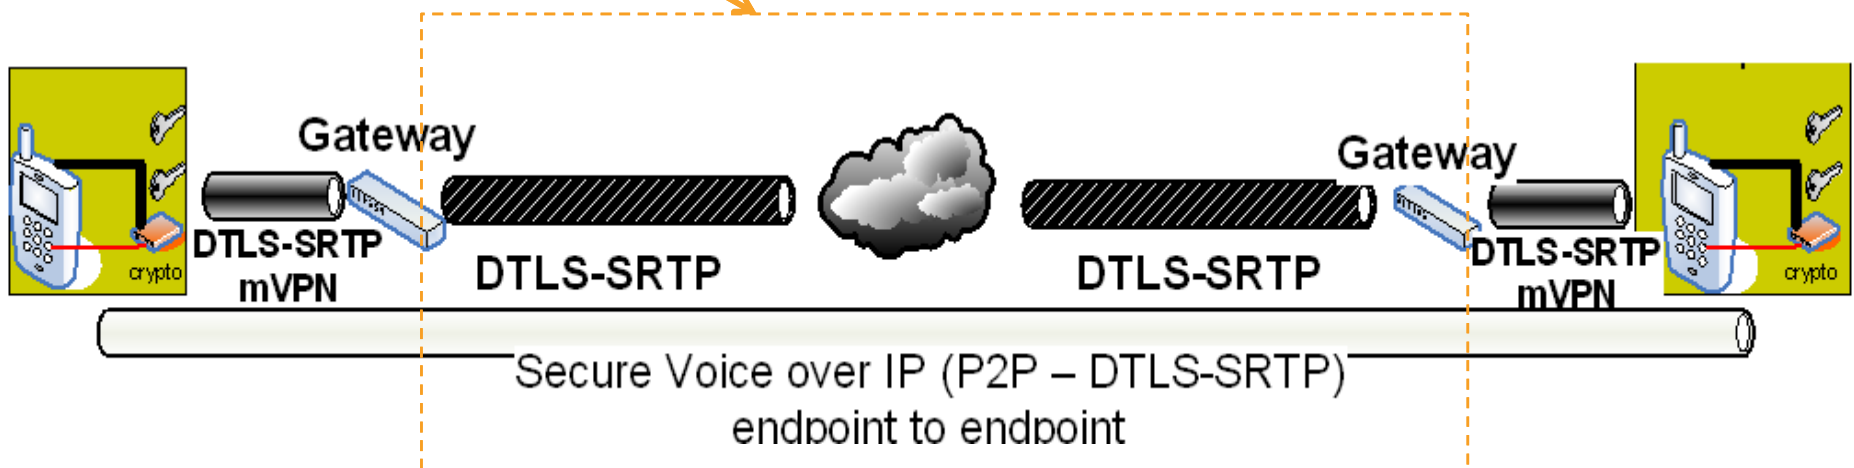 Gateway
Gateway
DTLS-SRTP
mVPN
DTLS-SRTP
DTLS-SRTP
DTLS-SRTP
mVPN
crypto
crypto
Secure Voice over IP (P2P – DTLS-SRTP)
endpoint to endpoint